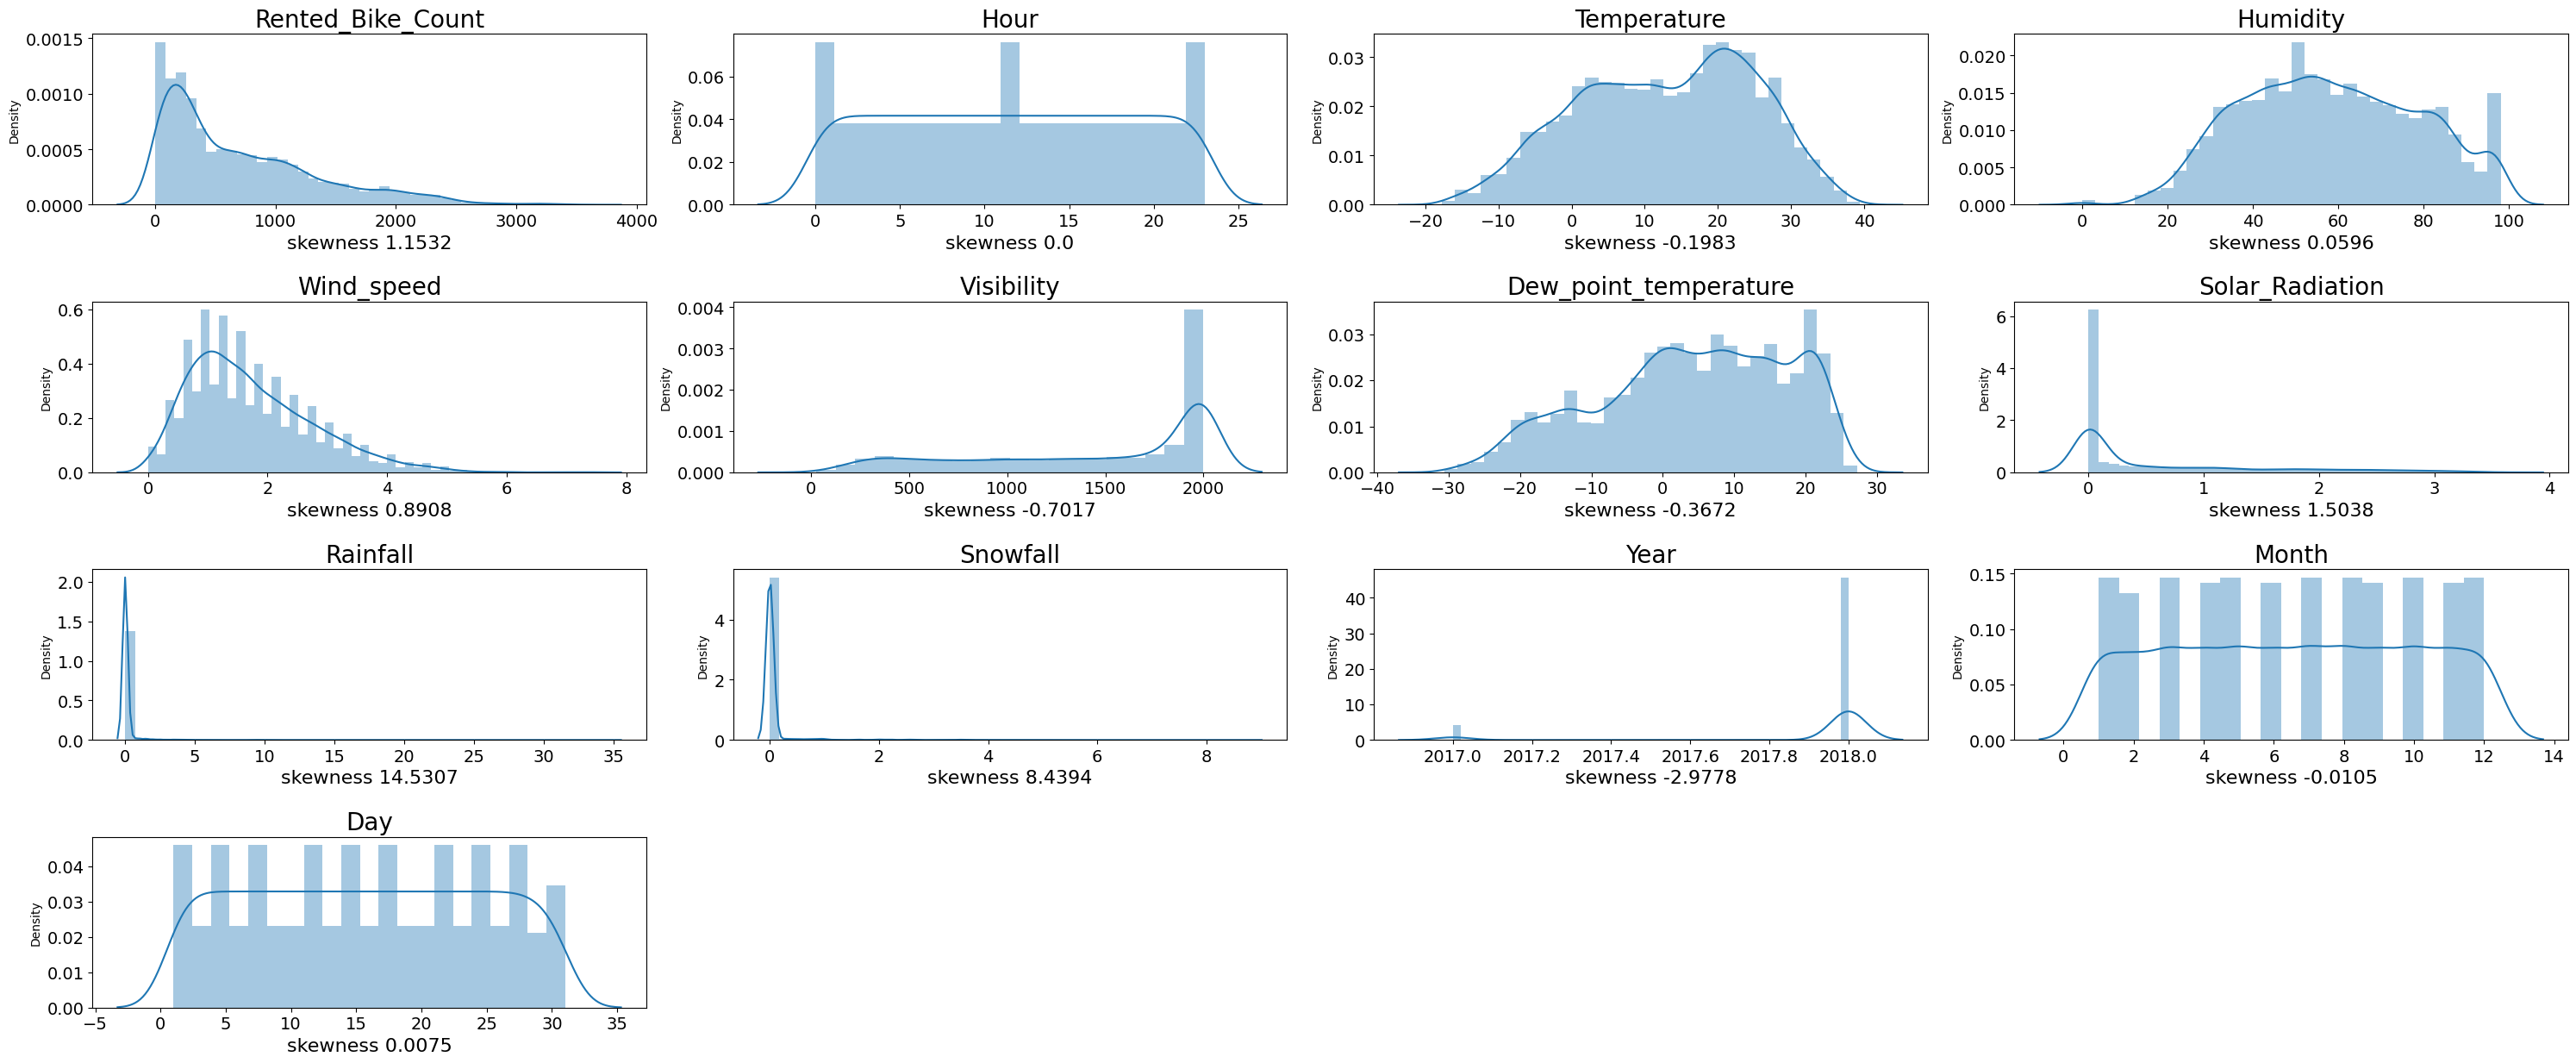 Rented_Bike_Count
Density
0.0015
0.0010
0.0005
0.0000
0 1000 2000 3000 4000
skewness 1.1532
Hour
Density
0.06
0.04
0.02
0.00
0 5 10 15 20 25
skewness 0.0
Temperature
Density
0.03
0.02
0.01
0.00
−20 −10 0 10 20 30 40
skewness -0.1983
Humidity
Density
0.020
0.015
0.010
0.005
0.000
0 20 40 60 80 100
skewness 0.0596
Wind_speed
Density
0.6
0.4
0.2
0.0
0 2 4 6 8
skewness 0.8908
Visibility
Density
0.004
0.003
0.002
0.001
0.000
0 500 1000 1500 2000
skewness -0.7017
Dew_point_temperature
Density
0.03
0.02
0.01
0.00
−40 −30 −20 −10 0 10 20 30
skewness -0.3672
Solar_Radiation
Density
6
4
2
0
0 1 2 3 4
skewness 1.5038
Rainfall
Density
2.0
1.5
1.0
0.5
0.0
0 5 10 15 20 25 30 35
skewness 14.5307
Snowfall
Density
4
2
0
0 2 4 6 8
skewness 8.4394
Year
Density
40
30
20
10
0
2017.0 2017.2 2017.4 2017.6 2017.8 2018.0
skewness -2.9778
Month
Density
0.15
0.10
0.05
0.00
0 2 4 6 8 10 12 14
skewness -0.0105
Day
Density
0.04
0.03
0.02
0.01
0.00
−5 0 5 10 15 20 25 30 35
skewness 0.0075